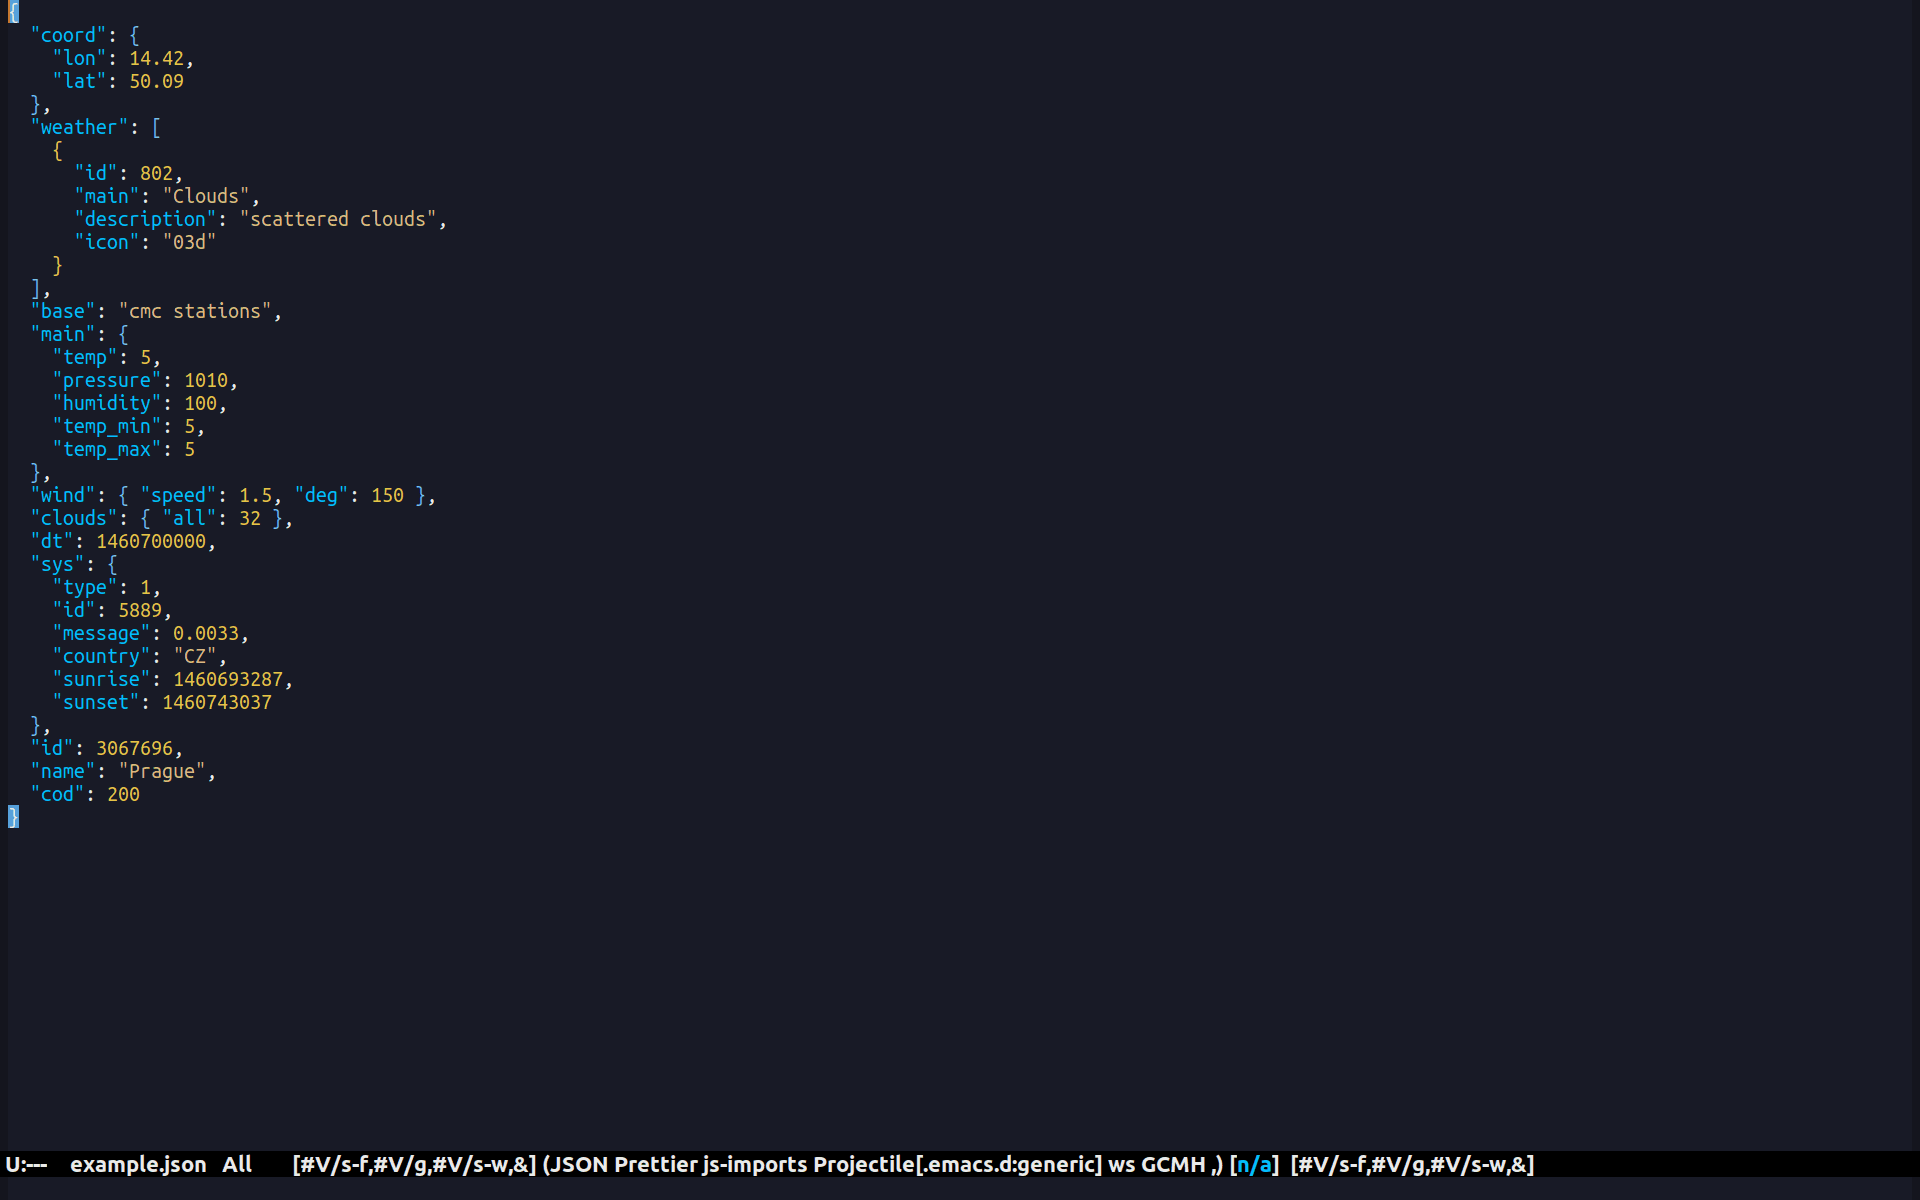 {
  "coord": {
    "lon": 14.42,
    "lat": 50.09
  },
  "weather": [
    {
      "id": 802,
      "main": "Clouds",
      "description": "scattered clouds",
      "icon": "03d"
    }
  ],
  "base": "cmc stations",
  "main": {
    "temp": 5,
    "pressure": 1010,
    "humidity": 100,
    "temp_min": 5,
    "temp_max": 5
  },
  "wind": { "speed": 1.5, "deg": 150 },
  "clouds": { "all": 32 },
  "dt": 1460700000,
  "sys": {
    "type": 1,
    "id": 5889,
    "message": 0.0033,
    "country": "CZ",
    "sunrise": 1460693287,
    "sunset": 1460743037
  },
  "id": 3067696,
  "name": "Prague",
  "cod": 200
}
U:--- example.json All [#V/s-f,#V/g,#V/s-w,&] (JSON Prettier js-imports Projectile[.emacs.d:generic] ws GCMH ,) [n/a] [#V/s-f,#V/g,#V/s-w,&]